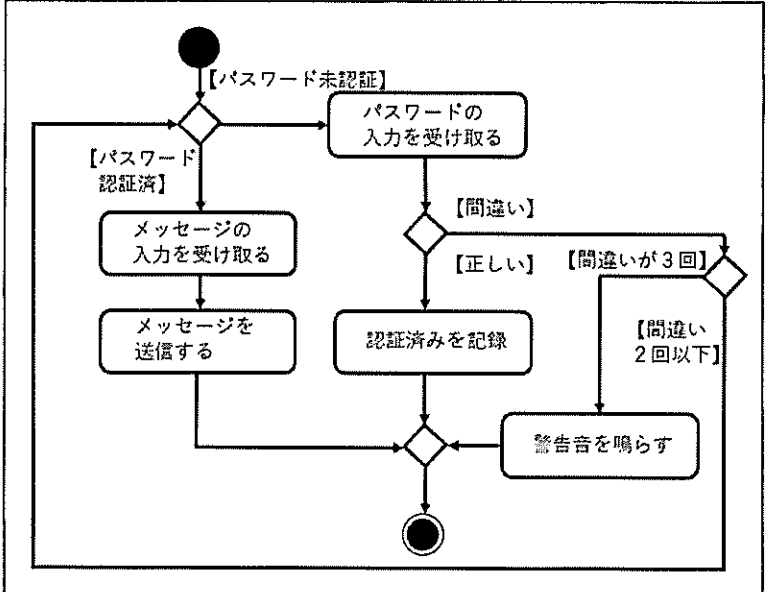 【パスワード未認証】
パスワードの
入力を受け取る
【パスワード
認証済】
【間違い】
メッセージの
入力を受け取る
【正しい】
【間違いが3回】
メッセージを
送信する
認証済みを記録
【間違い
2回以下】
警告音を鳴らす